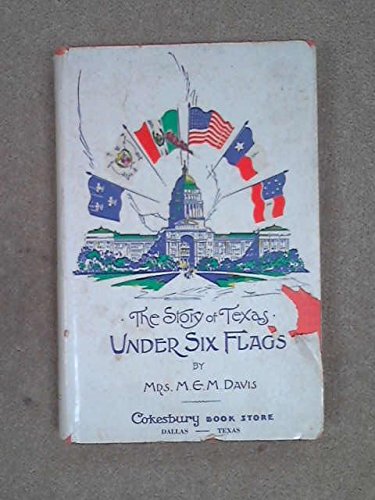 The Story of Texas
UNDER SIX FLAGS
BY
MRS. M. E. M. DAVIS
Cokesbury BOOK STORE
DALLAS — TEXAS